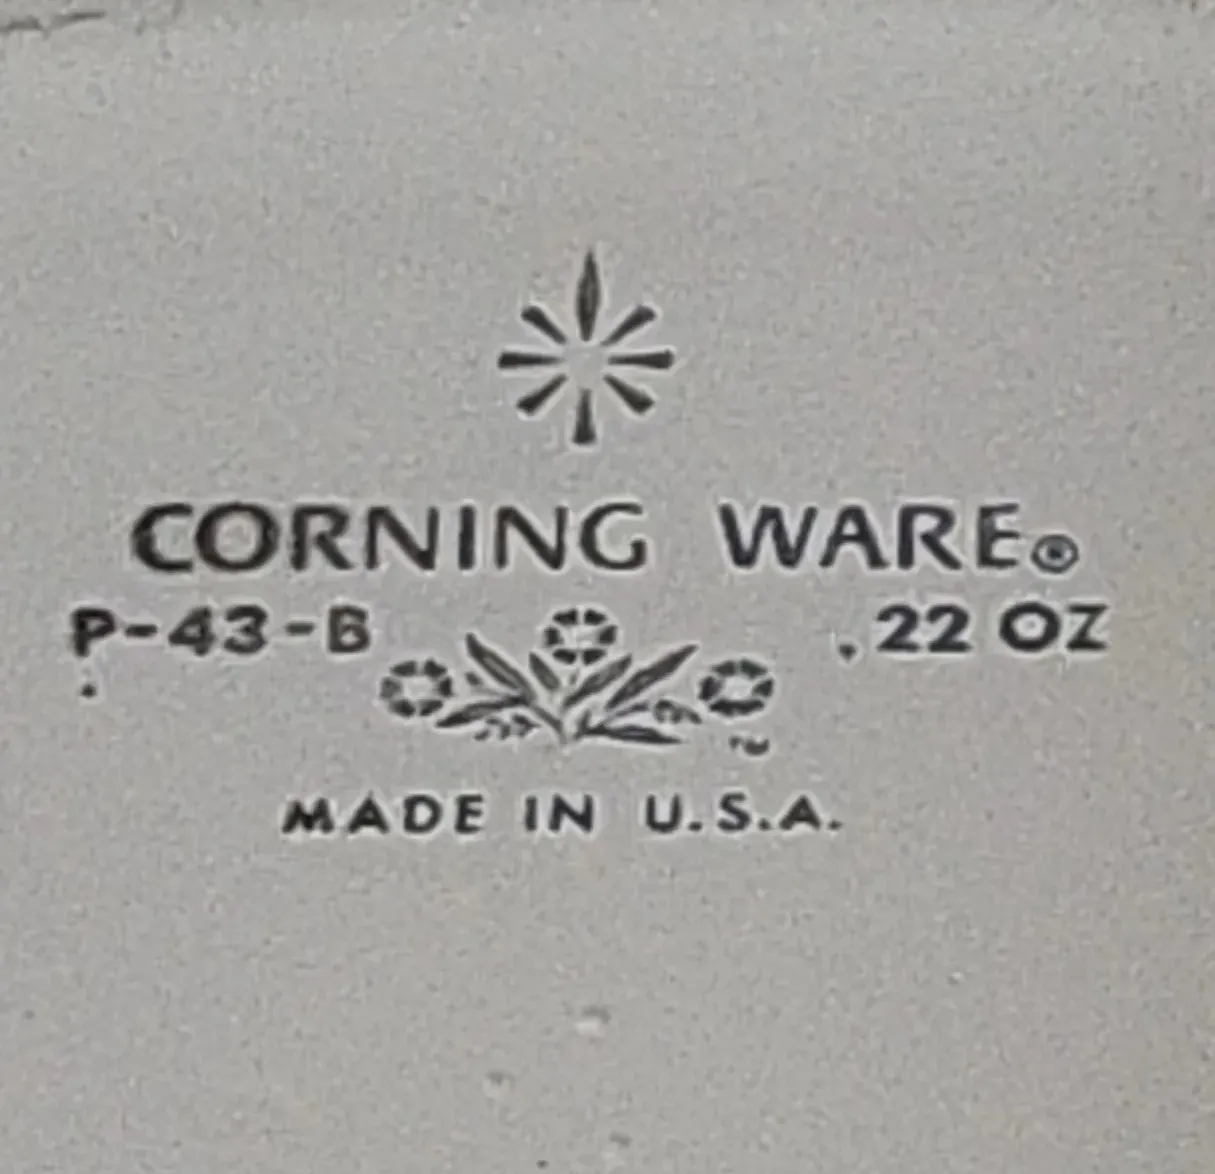 CORNING WARE®
P-43-B .22 OZ
TM
MADE IN U.S.A.